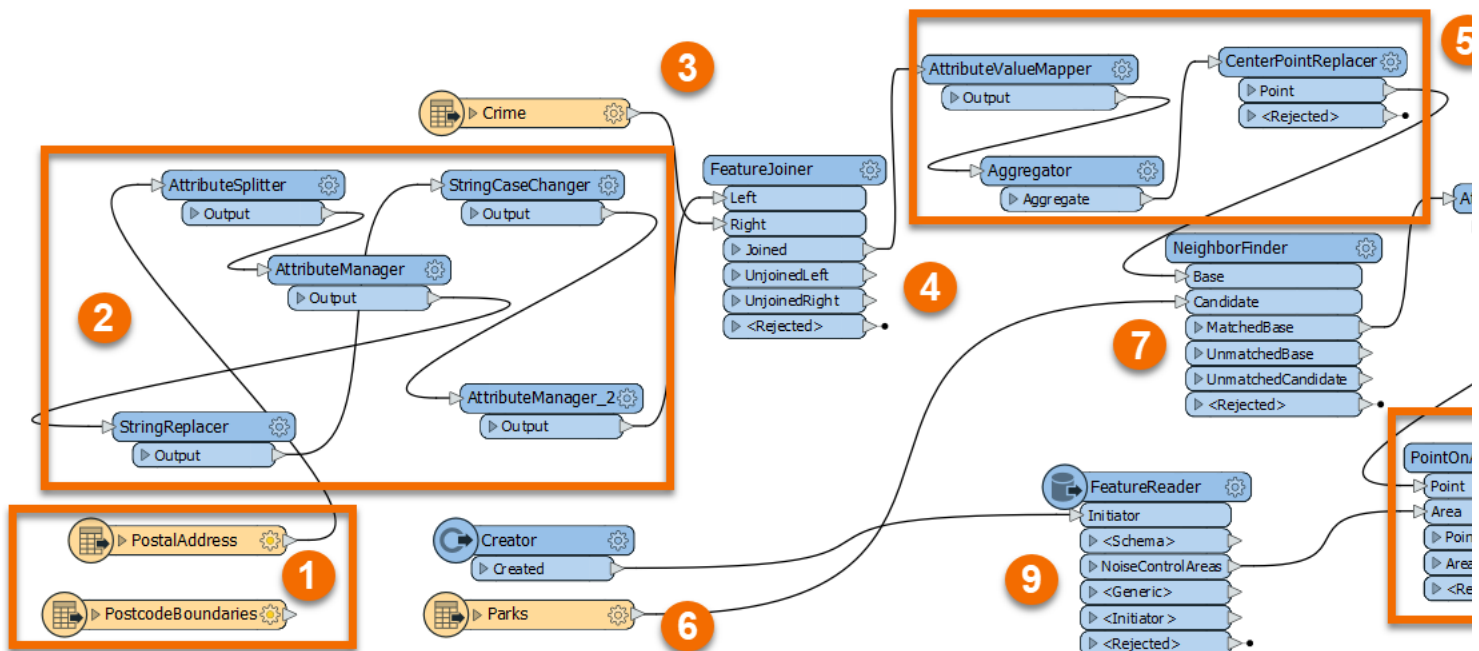 5
3
AttributeValueMapper
Output
CenterPointReplacer
Point
<Rejected>
Crime
Aggregator
Aggregate
AttributeSplitter
Output
StringCaseChanger
Output
FeatureJoiner
Left
Right
Joined
UnjoinedLeft
UnjoinedRight
<Rejected>
4
AttributeManager
Output
2
NeighborFinder
Base
Candidate
MatchedBase
UnmatchedBase
UnmatchedCandidate
<Rejected>
7
AttributeManager_2
Output
StringReplacer
Output
PostalAddress
PostcodeBoundaries
1
Creator
Created
Parks
6
FeatureReader
Initiator
<Schema>
NoiseControlAreas
<Generic>
<Initiator>
<Rejected>
9
Point
Area